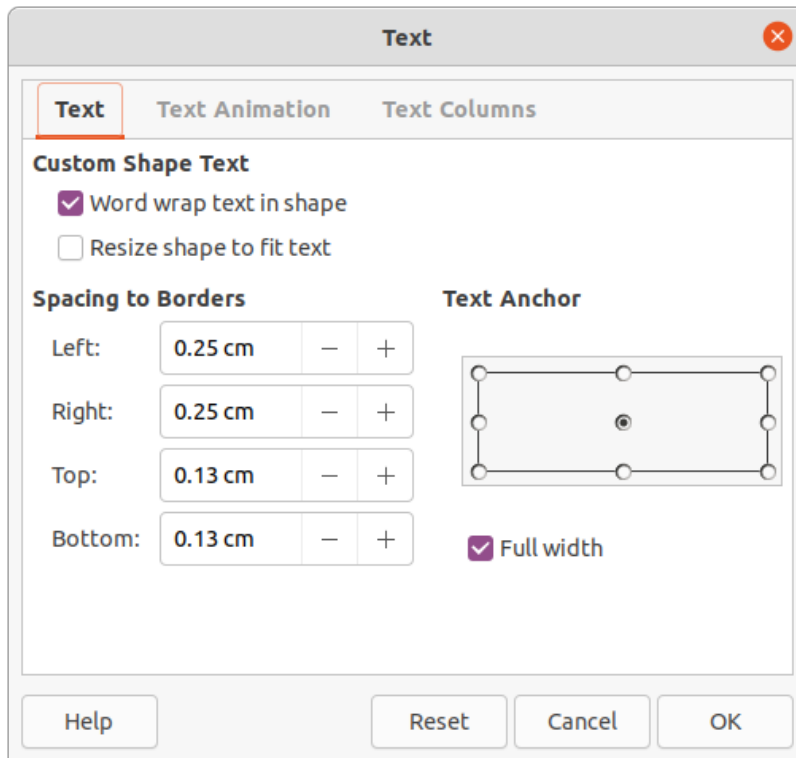 Text
Text Text Animation Text Columns
Custom Shape Text
Word wrap text in shape
Resize shape to fit text
Spacing to Borders Text Anchor
Left: 0.25 cm − +
Right: 0.25 cm − +
Top: 0.13 cm − +
Bottom: 0.13 cm − +
Full width
Help Reset Cancel OK